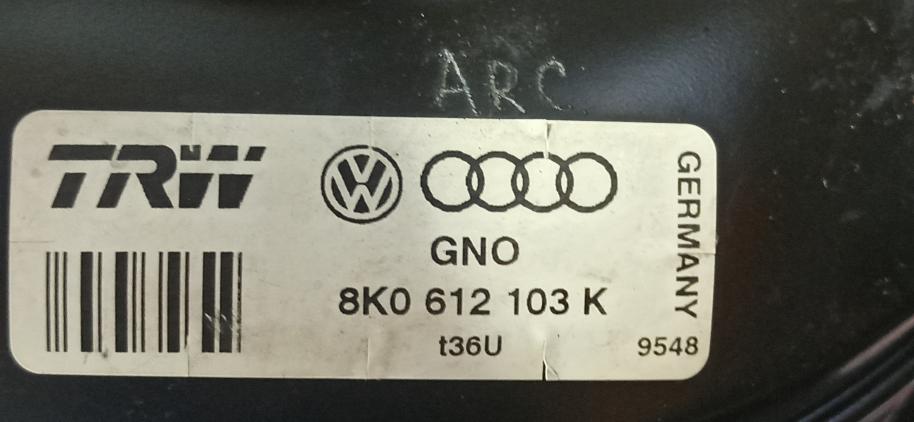 ARC
TRW
GNO
8K0 612 103 K
t36U
GERMANY
9548